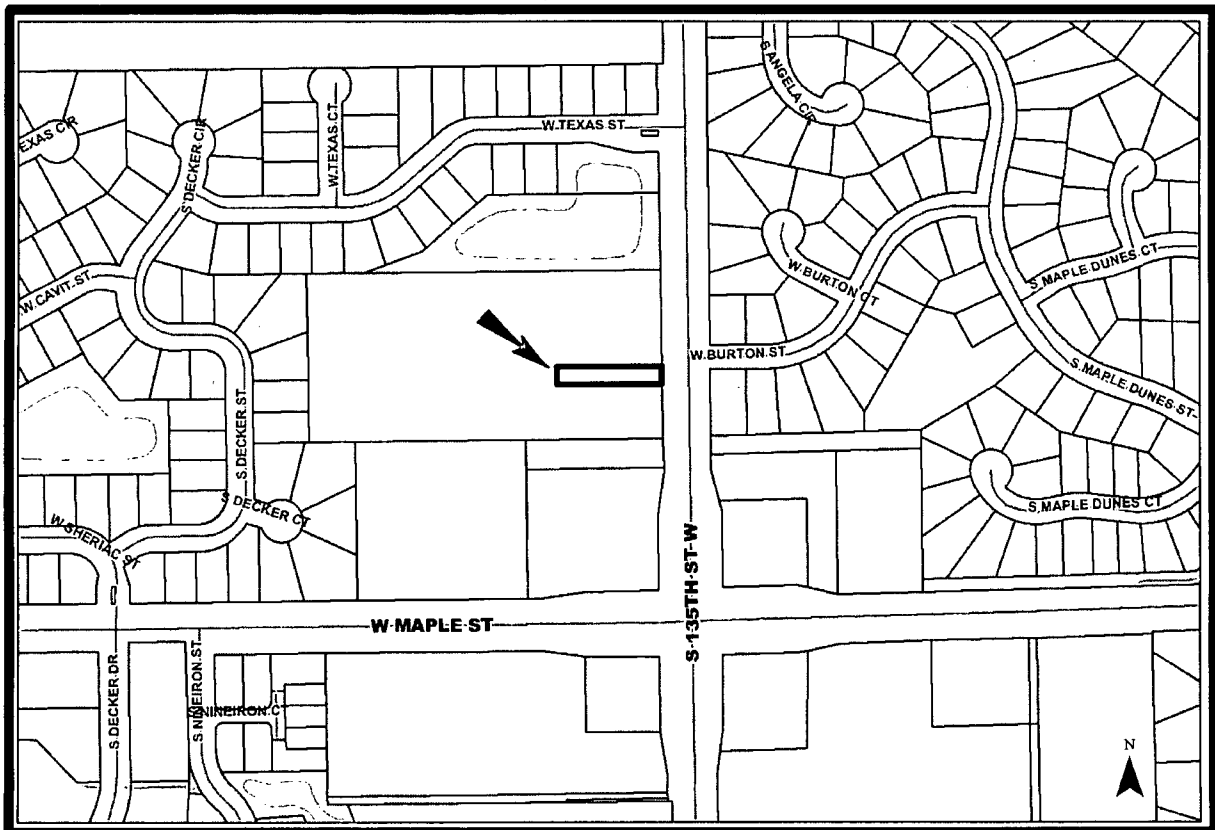 S ANGELA CIR
W.TEXAS ST
EXAS CIR
W.TEXAS CT
S DECKER CIR
S MAPLE DUNES CT
W.CAVIT ST
W.BURTON CT
W.BURTON ST
S MAPLE DUNES ST
S DECKER ST
S DECKER CT
S.MAPLE DUNES CT
W SHERIAC ST
S 135TH ST W
W MAPLE ST
S DECKER DR
S NINEIRON ST
NINEIRON C
N